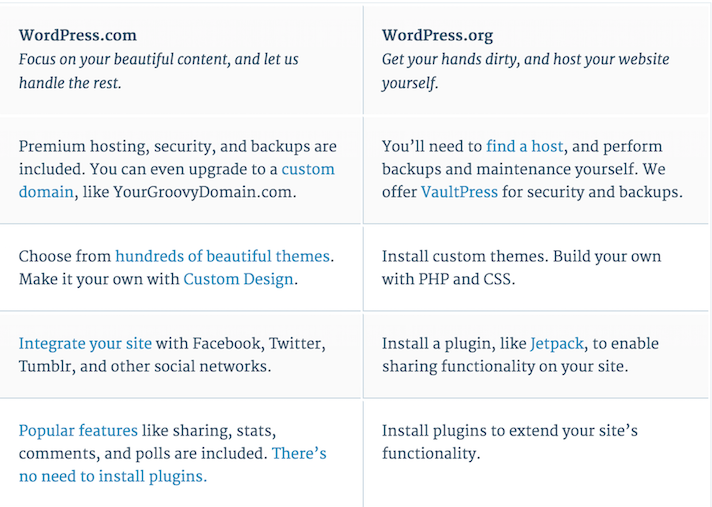 WordPress.com
Focus on your beautiful content, and let us
handle the rest.
WordPress.org
Get your hands dirty, and host your website
yourself.
Premium hosting, security, and backups are
included. You can even upgrade to a custom
domain, like YourGroovyDomain.com.
You’ll need to find a host, and perform
backups and maintenance yourself. We
offer VaultPress for security and backups.
Choose from hundreds of beautiful themes.
Make it your own with Custom Design.
Install custom themes. Build your own
with PHP and CSS.
Integrate your site with Facebook, Twitter,
Tumblr, and other social networks.
Install a plugin, like Jetpack, to enable
sharing functionality on your site.
Popular features like sharing, stats,
comments, and polls are included. There’s
no need to install plugins.
Install plugins to extend your site’s
functionality.